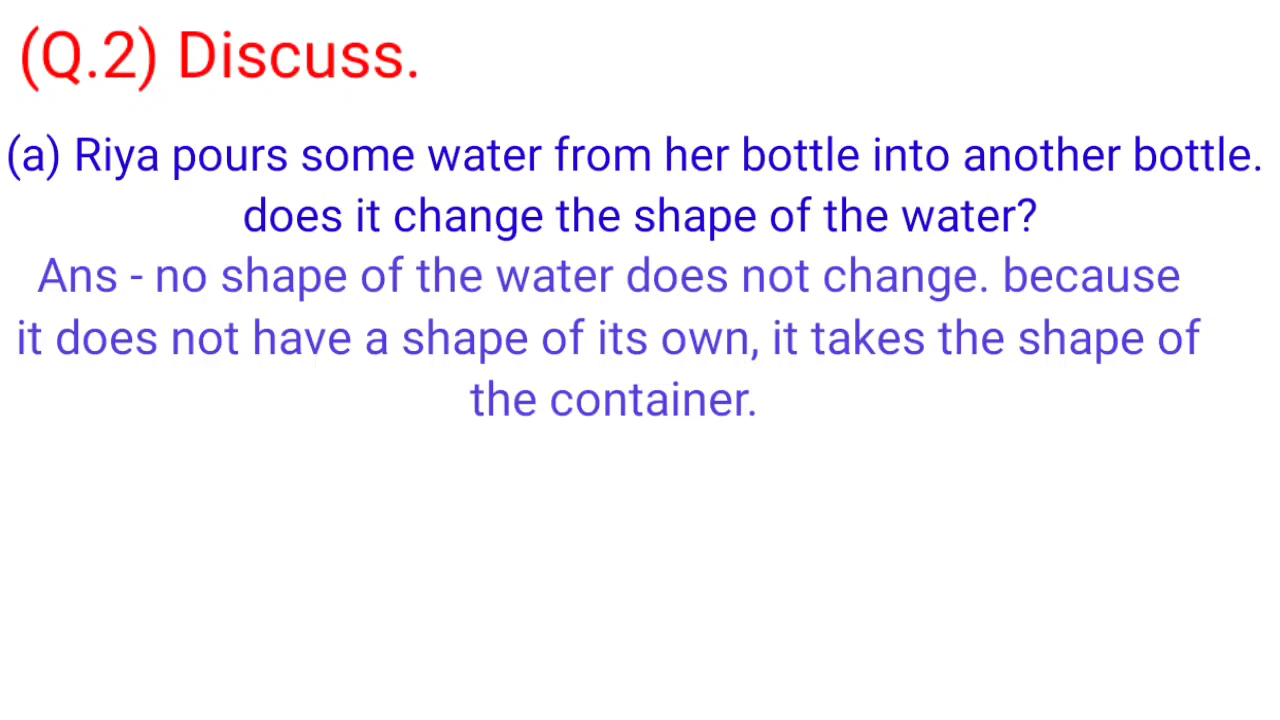 (Q.2) Discuss.
(a) Riya pours some water from her bottle into another bottle.
does it change the shape of the water?
Ans - no shape of the water does not change. because
it does not have a shape of its own, it takes the shape of
the container.